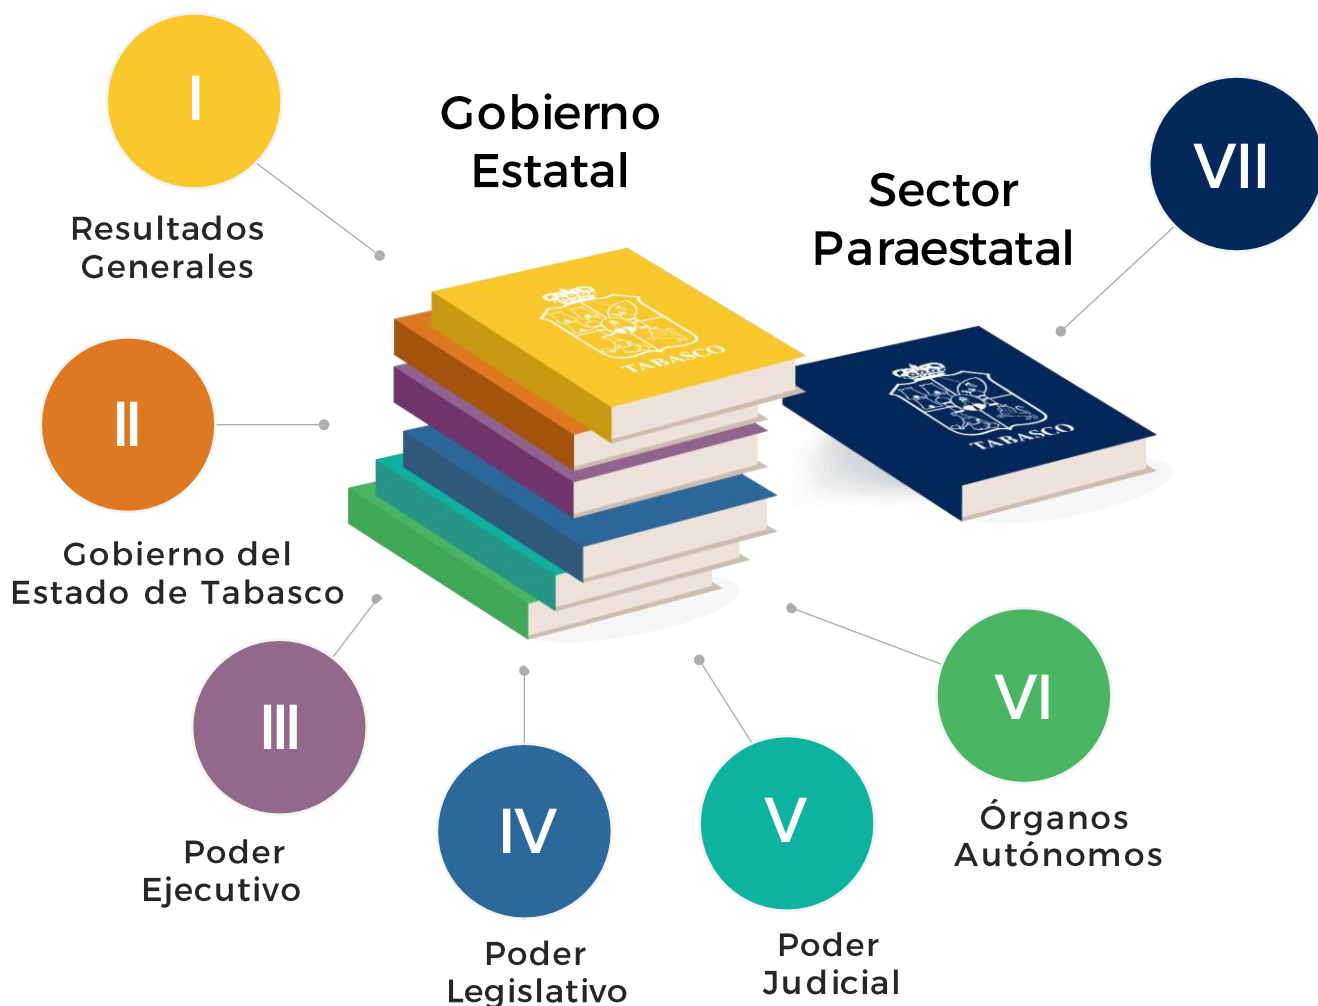 I
Resultados
Generales
Gobierno
Estatal
Sector
Paraestatal
VII
TABASCO
TABASCO
II
Gobierno del
Estado de Tabasco
III
Poder
Ejecutivo
IV
Poder
Legislativo
V
Poder
Judicial
VI
Órganos
Autónomos